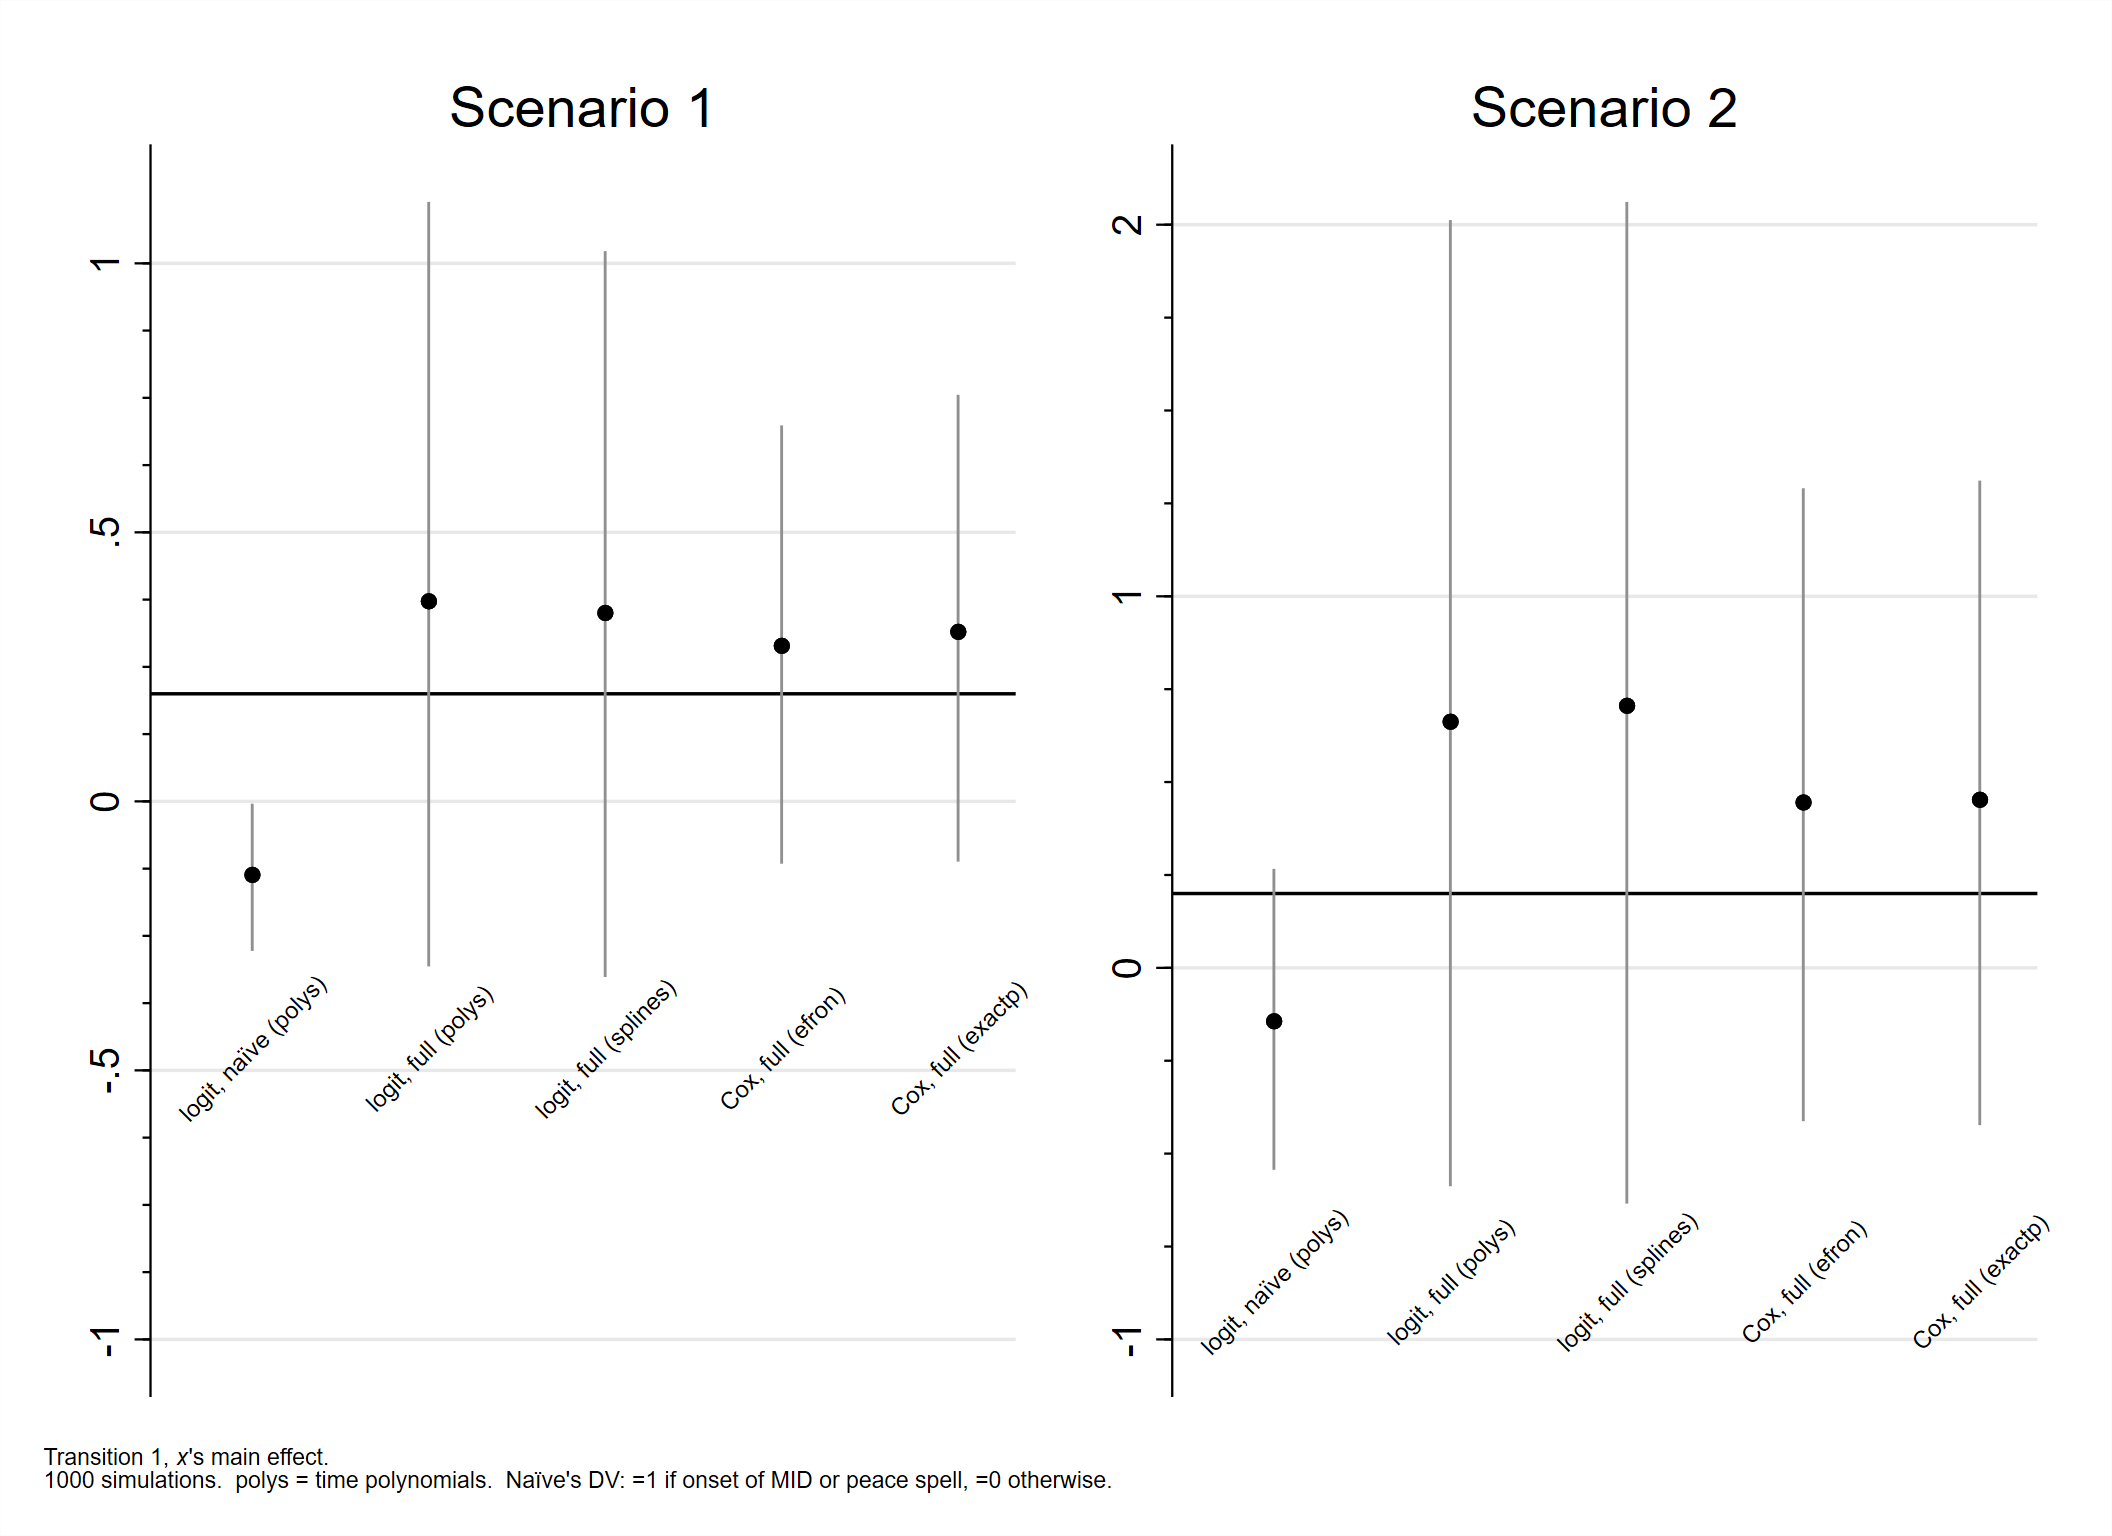 Scenario 1
1
.5
0
-.5
-1
logit, naïve (polys)
logit, full (polys)
logit, full (splines)
Cox, full (efron)
Cox, full (exactp)
Scenario 2
2
1
0
-1
logit, naïve (polys)
logit, full (polys)
logit, full (splines)
Cox, full (efron)
Cox, full (exactp)
Transition 1, x's main effect.
1000 simulations.  polys = time polynomials.  Naïve's DV: =1 if onset of MID or peace spell, =0 otherwise.